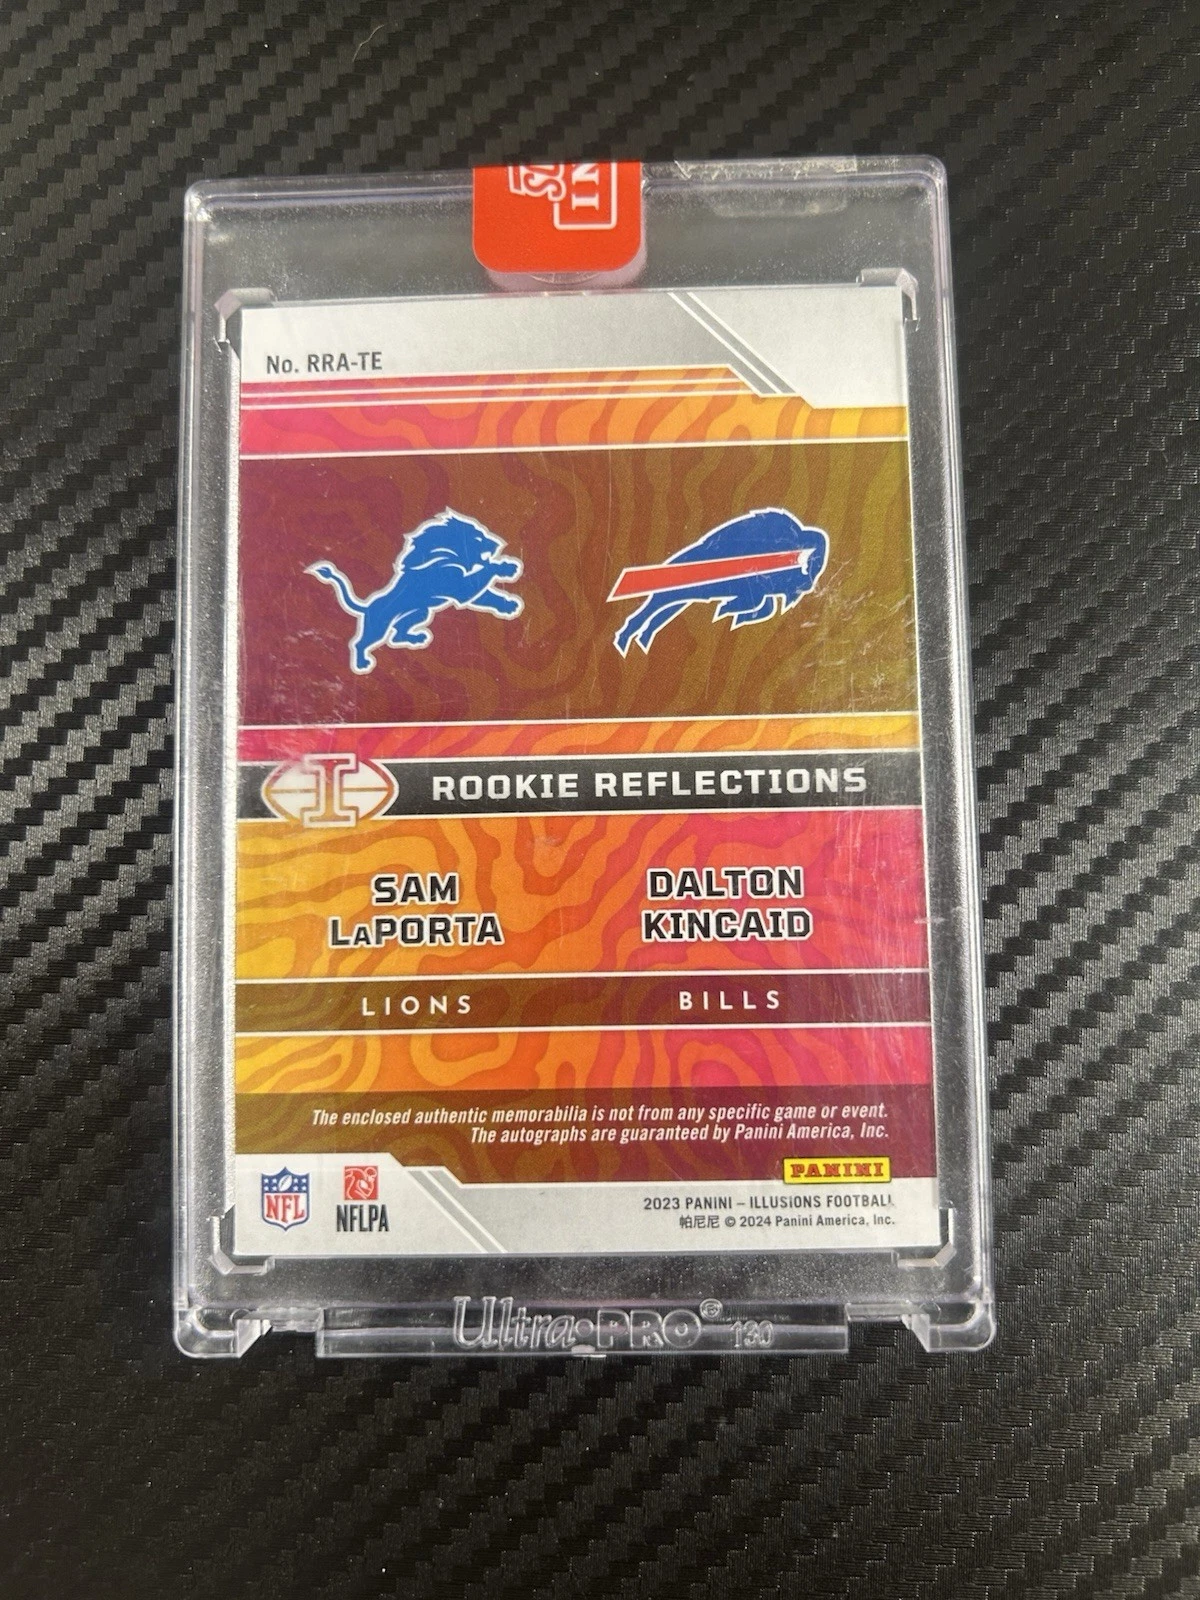 IN
No. RRA-TE
I
ROOKIE REFLECTIONS
SAM
LaPORTA
DALTON
KINCAID
LIONS
BILLS
The enclosed authentic memorabilia is not from any specific game or event.
The autographs are guaranteed by Panini America, Inc.
PANINI
NFL
NFLPA
2023 PANINI – ILLUSIONS FOOTBALL
帕尼尼 © 2024 Panini America, Inc.
Ultra·PRO® 130